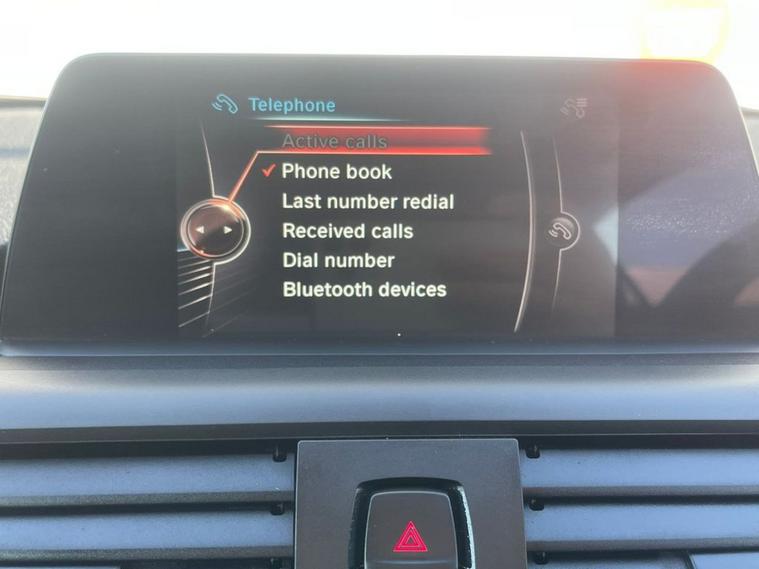 Telephone
Active calls
Phone book
Last number redial
Received calls
Dial number
Bluetooth devices